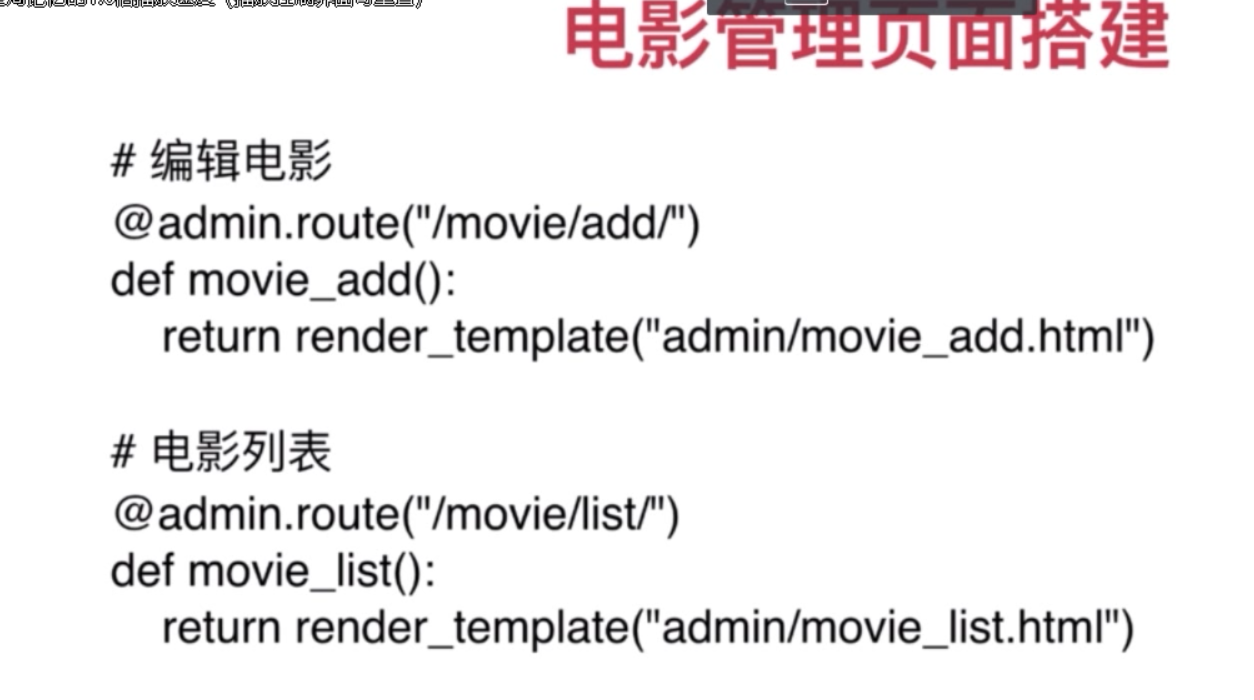 电影管理页面搭建
# 编辑电影
@admin.route("/movie/add/")
def movie_add():
return render_template("admin/movie_add.html")
# 电影列表
@admin.route("/movie/list/")
def movie_list():
return render_template("admin/movie_list.html")